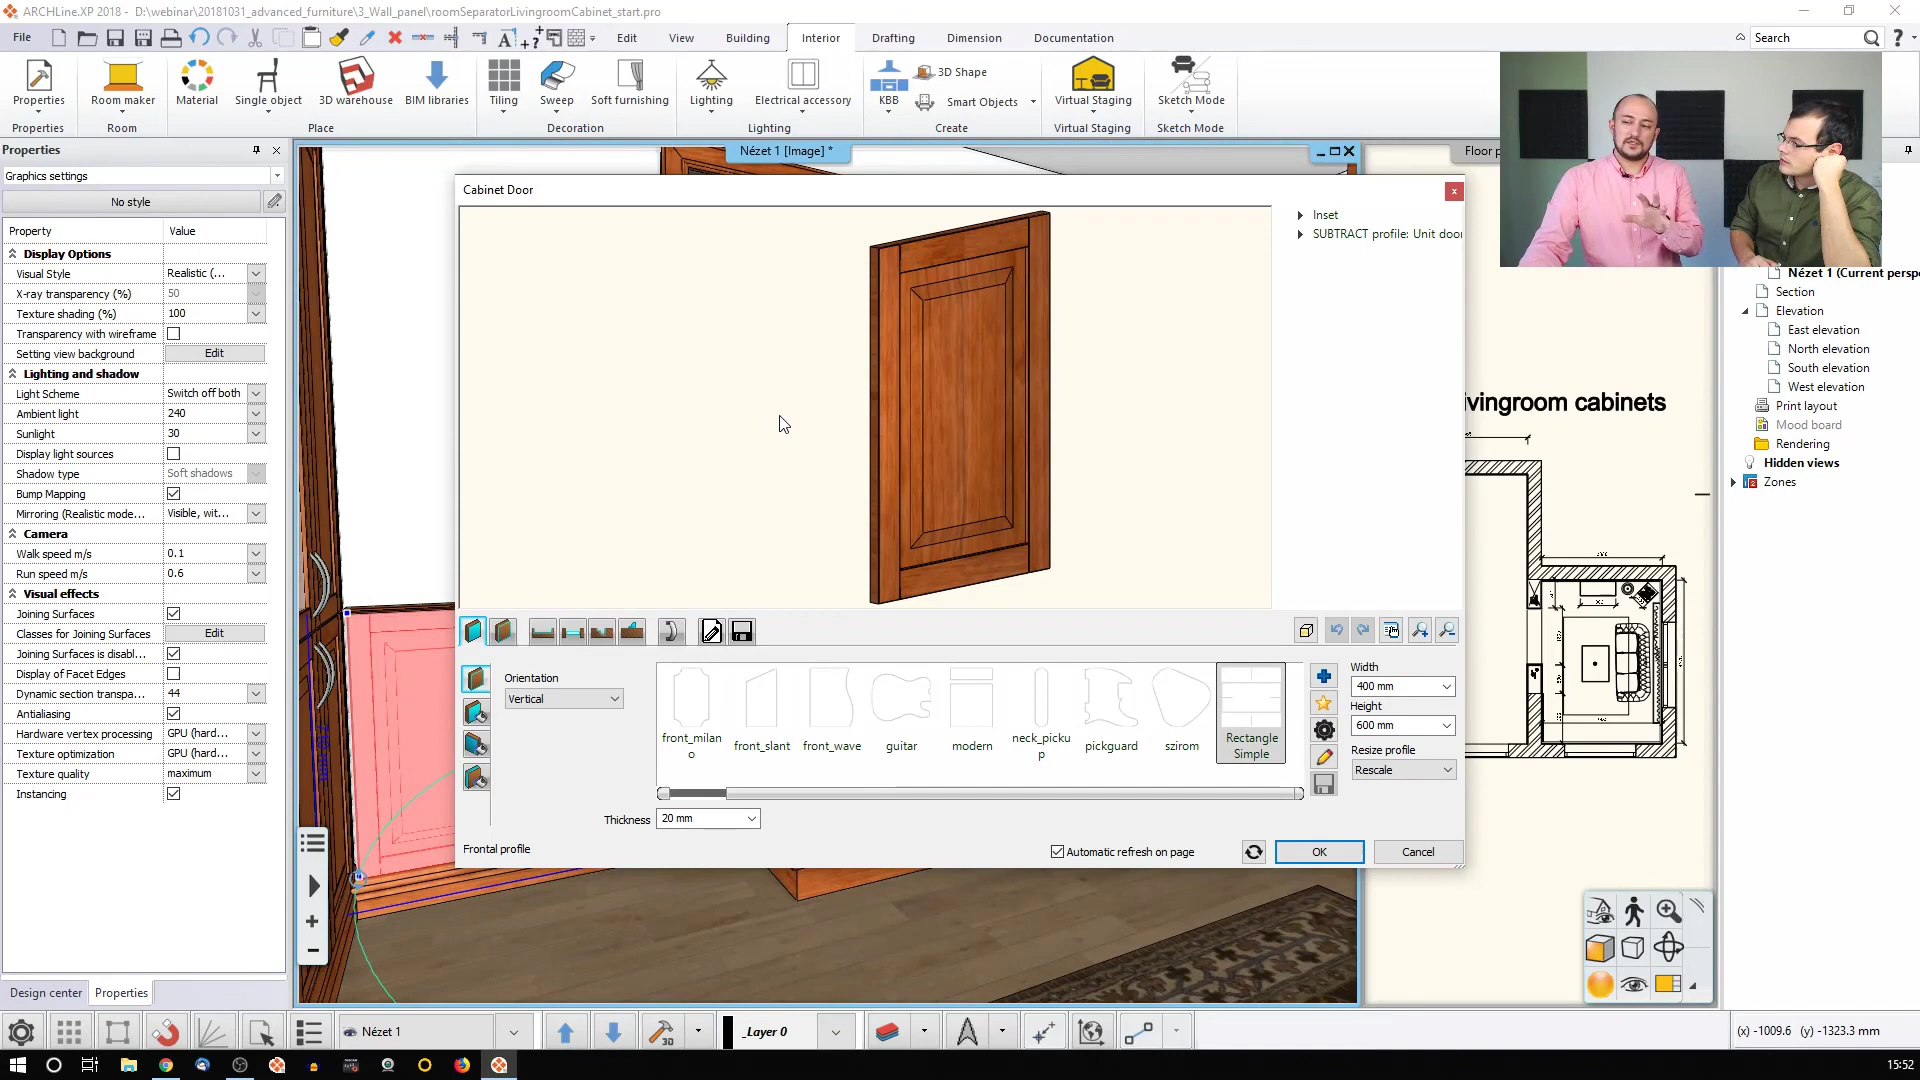 ARCHLine.XP 2018 - D:\webinar\20181031_advanced_furniture\3_Wall_panel\roomSeparatorLivingroomCabinet_start.pro
File
Edit
View
Building
Interior
Drafting
Dimension
Documentation
Search
Properties
Room maker
Material
Single object
3D warehouse
BIM libraries
Tiling
Sweep
Soft furnishing
Lighting
Electrical accessory
KBB
3D Shape
Smart Objects
Virtual Staging
Sketch Mode
Properties
Room
Place
Decoration
Lighting
Create
Virtual Staging
Sketch Mode
Properties
Graphics settings
No style
Property Value
Display Options
Visual Style Realistic (...
X-ray transparency (%) 50
Texture shading (%) 100
Transparency with wireframe
Setting view background Edit
Lighting and shadow
Light Scheme Switch off both
Ambient light 240
Sunlight 30
Display light sources
Shadow type Soft shadows
Bump Mapping
Mirroring (Realistic mode... Visible, wit...
Camera
Walk speed m/s 0.1
Run speed m/s 0.6
Visual effects
Joining Surfaces
Classes for Joining Surfaces Edit
Joining Surfaces is disabl...
Display of Facet Edges
Dynamic section transpa... 44
Antialiasing
Hardware vertex processing GPU (hard...
Texture optimization GPU (hard...
Texture quality maximum
Instancing
Design center
Properties
Nézet 1 [Image] *
Floor p
Cabinet Door
Inset
SUBTRACT profile: Unit door
Orientation
Vertical
front_milan
o
front_slant
front_wave
guitar
modern
neck_picku
p
pickguard
szirom
Rectangle
Simple
Width
400 mm
Height
600 mm
Resize profile
Rescale
Thickness 20 mm
Frontal profile
Automatic refresh on page
OK
Cancel
Nézet 1 (Current persp
Section
Elevation
East elevation
North elevation
South elevation
West elevation
Print layout
Mood board
Rendering
Hidden views
Zones
ivingroom cabinets
Nézet 1
3D
_Layer 0
(x) -1009.6 (y) -1323.3 mm
15:52